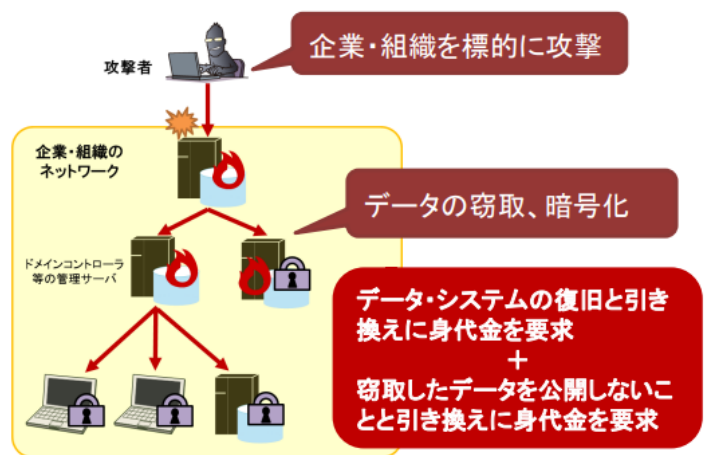 企業・組織を標的に攻撃
攻撃者
企業・組織の
ネットワーク
データの窃取、暗号化
ドメインコントローラ
等の管理サーバ
データ・システムの復旧と引き
換えに身代金を要求
+
窃取したデータを公開しないこ
とと引き換えに身代金を要求